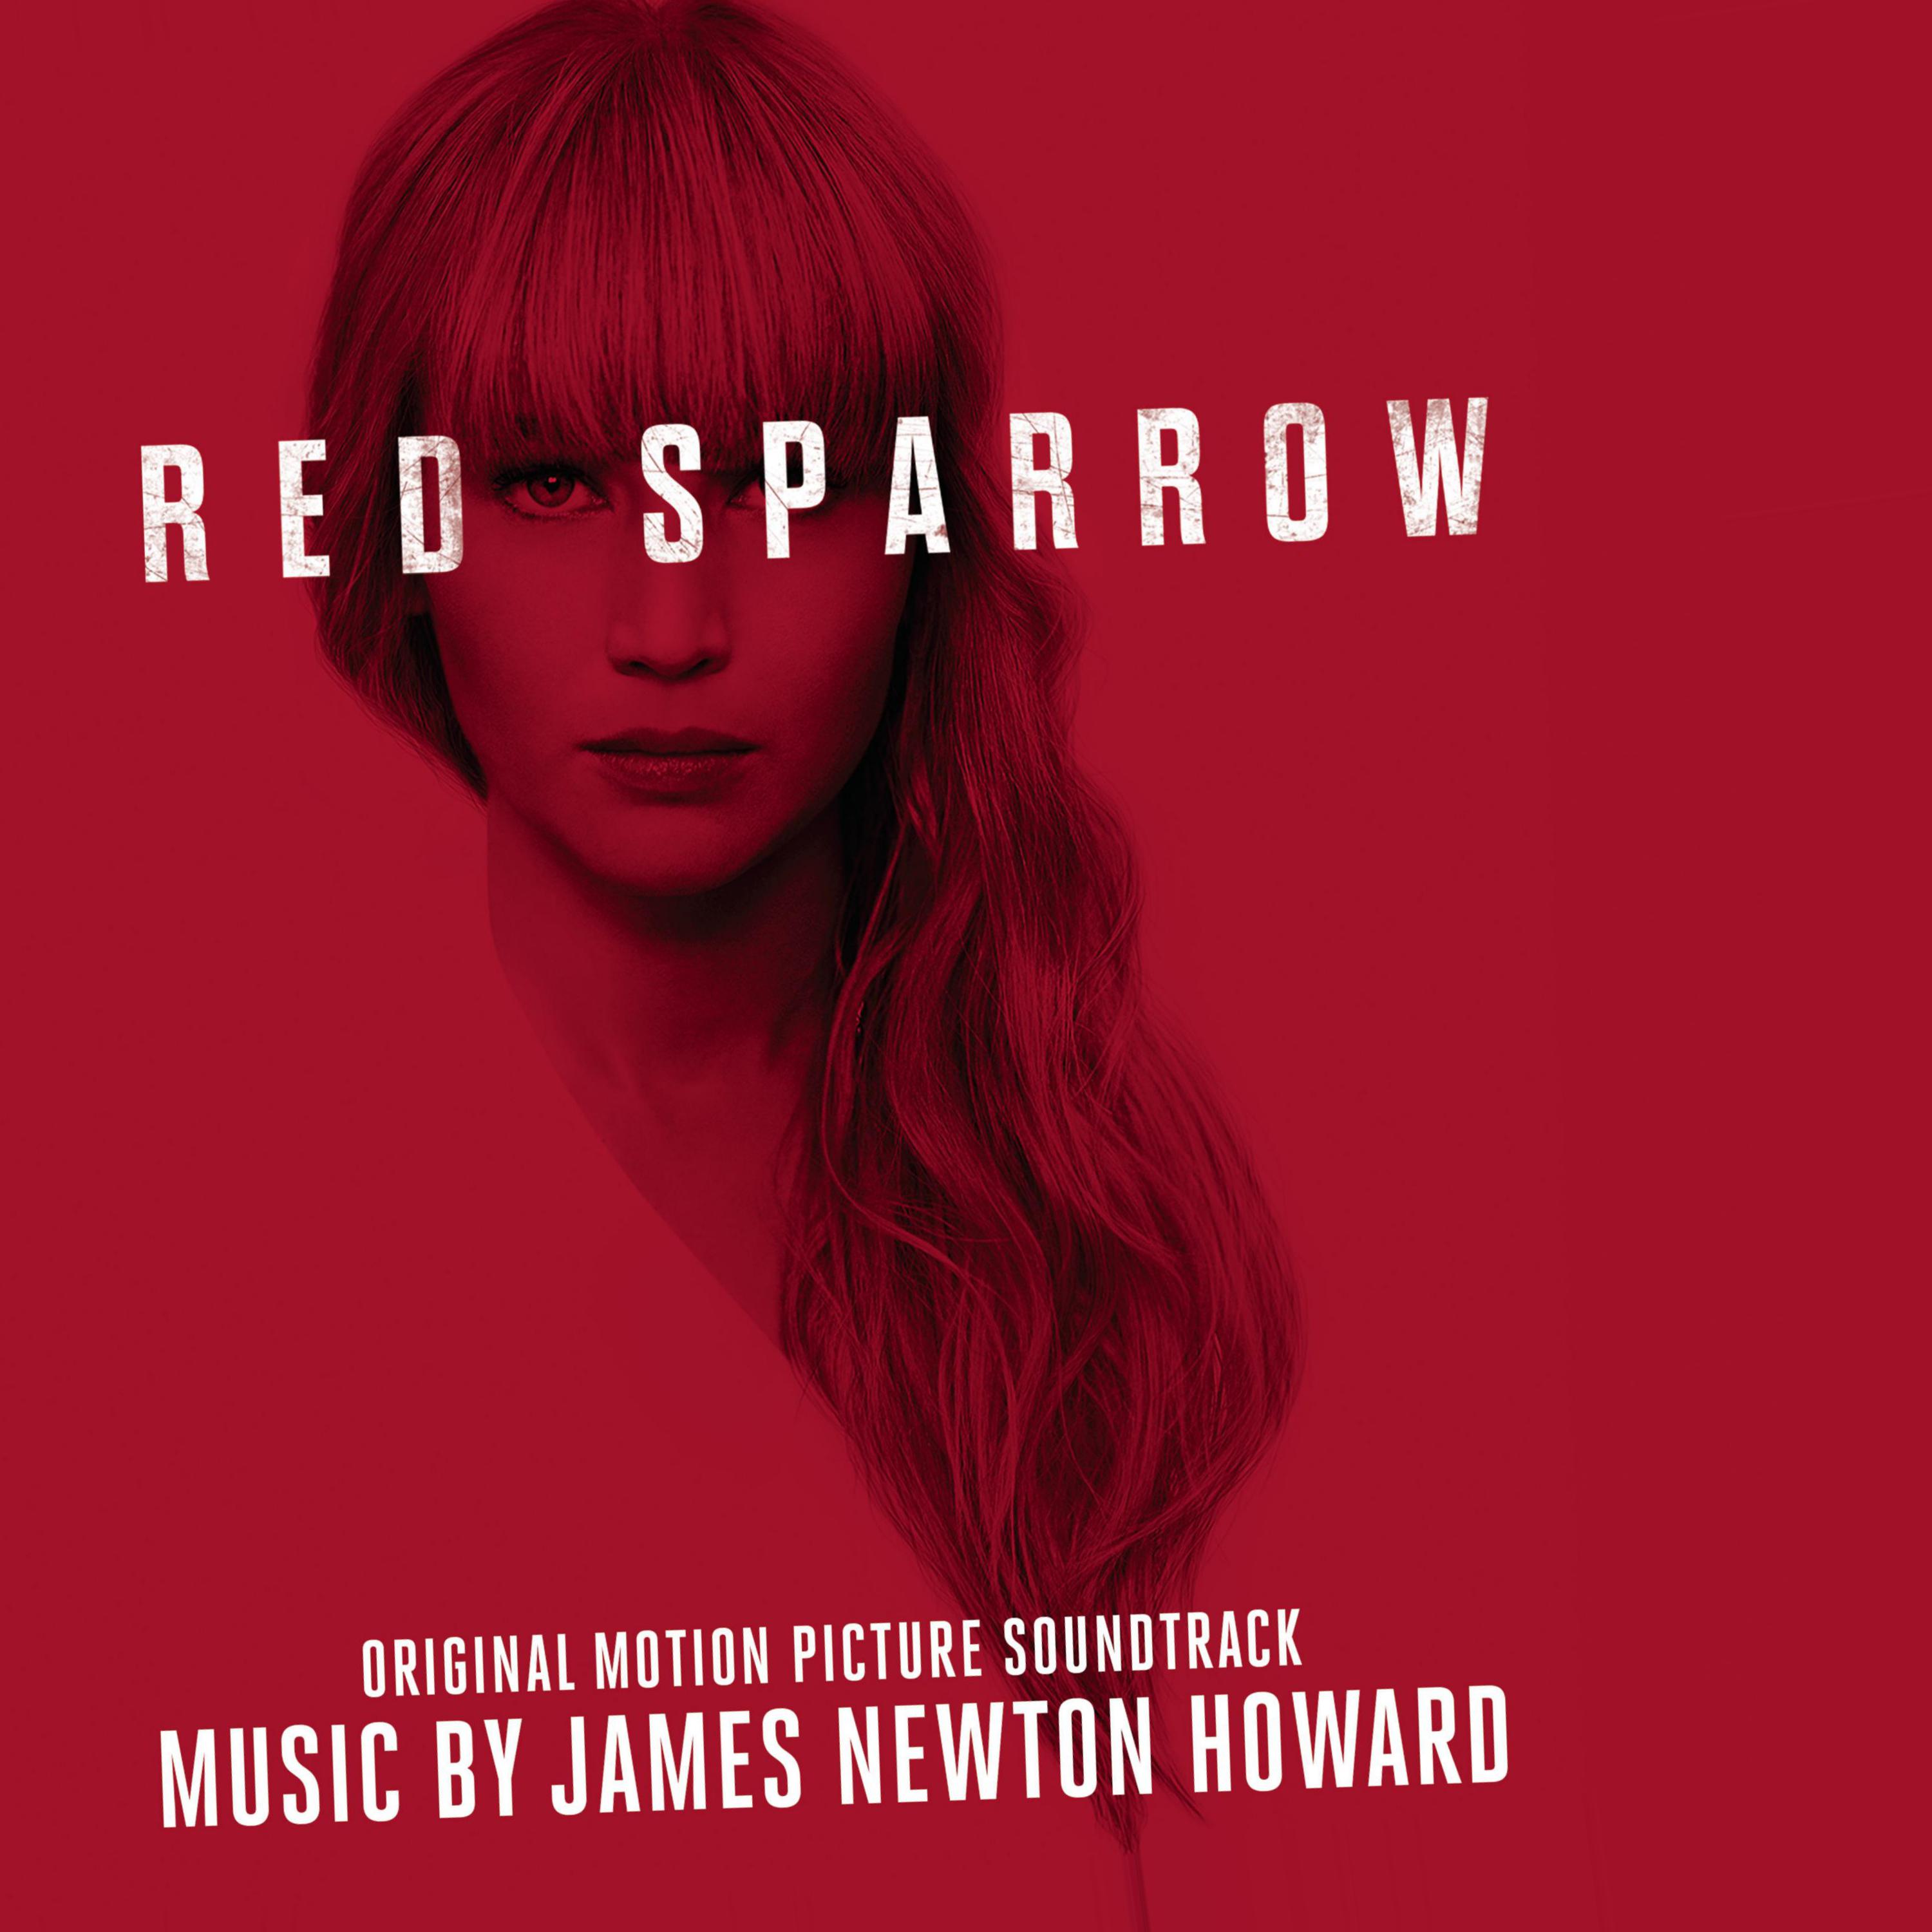 RED SPARROW
ORIGINAL MOTION PICTURE SOUNDTRACK
MUSIC BY JAMES NEWTON HOWARD